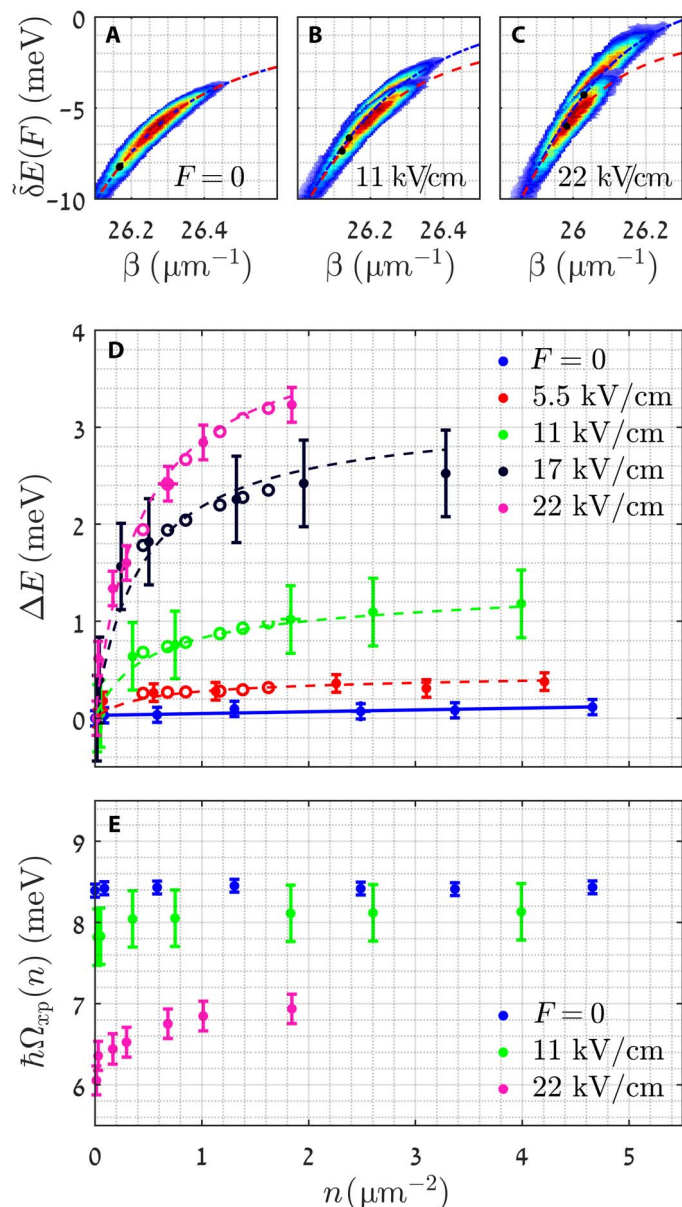 A B C
δ̃E(F) (meV)
0
-5
-10
F = 0
11 kV/cm
22 kV/cm
26.2 26.4 26.2 26.4 26 26.2
β (μm⁻¹) β (μm⁻¹) β (μm⁻¹)
D
ΔE (meV)
4
3
2
1
0
F = 0
5.5 kV/cm
11 kV/cm
17 kV/cm
22 kV/cm
E
ħΩxp(n) (meV)
9
8
7
6
F = 0
11 kV/cm
22 kV/cm
0 1 2 3 4 5
n(μm⁻²)